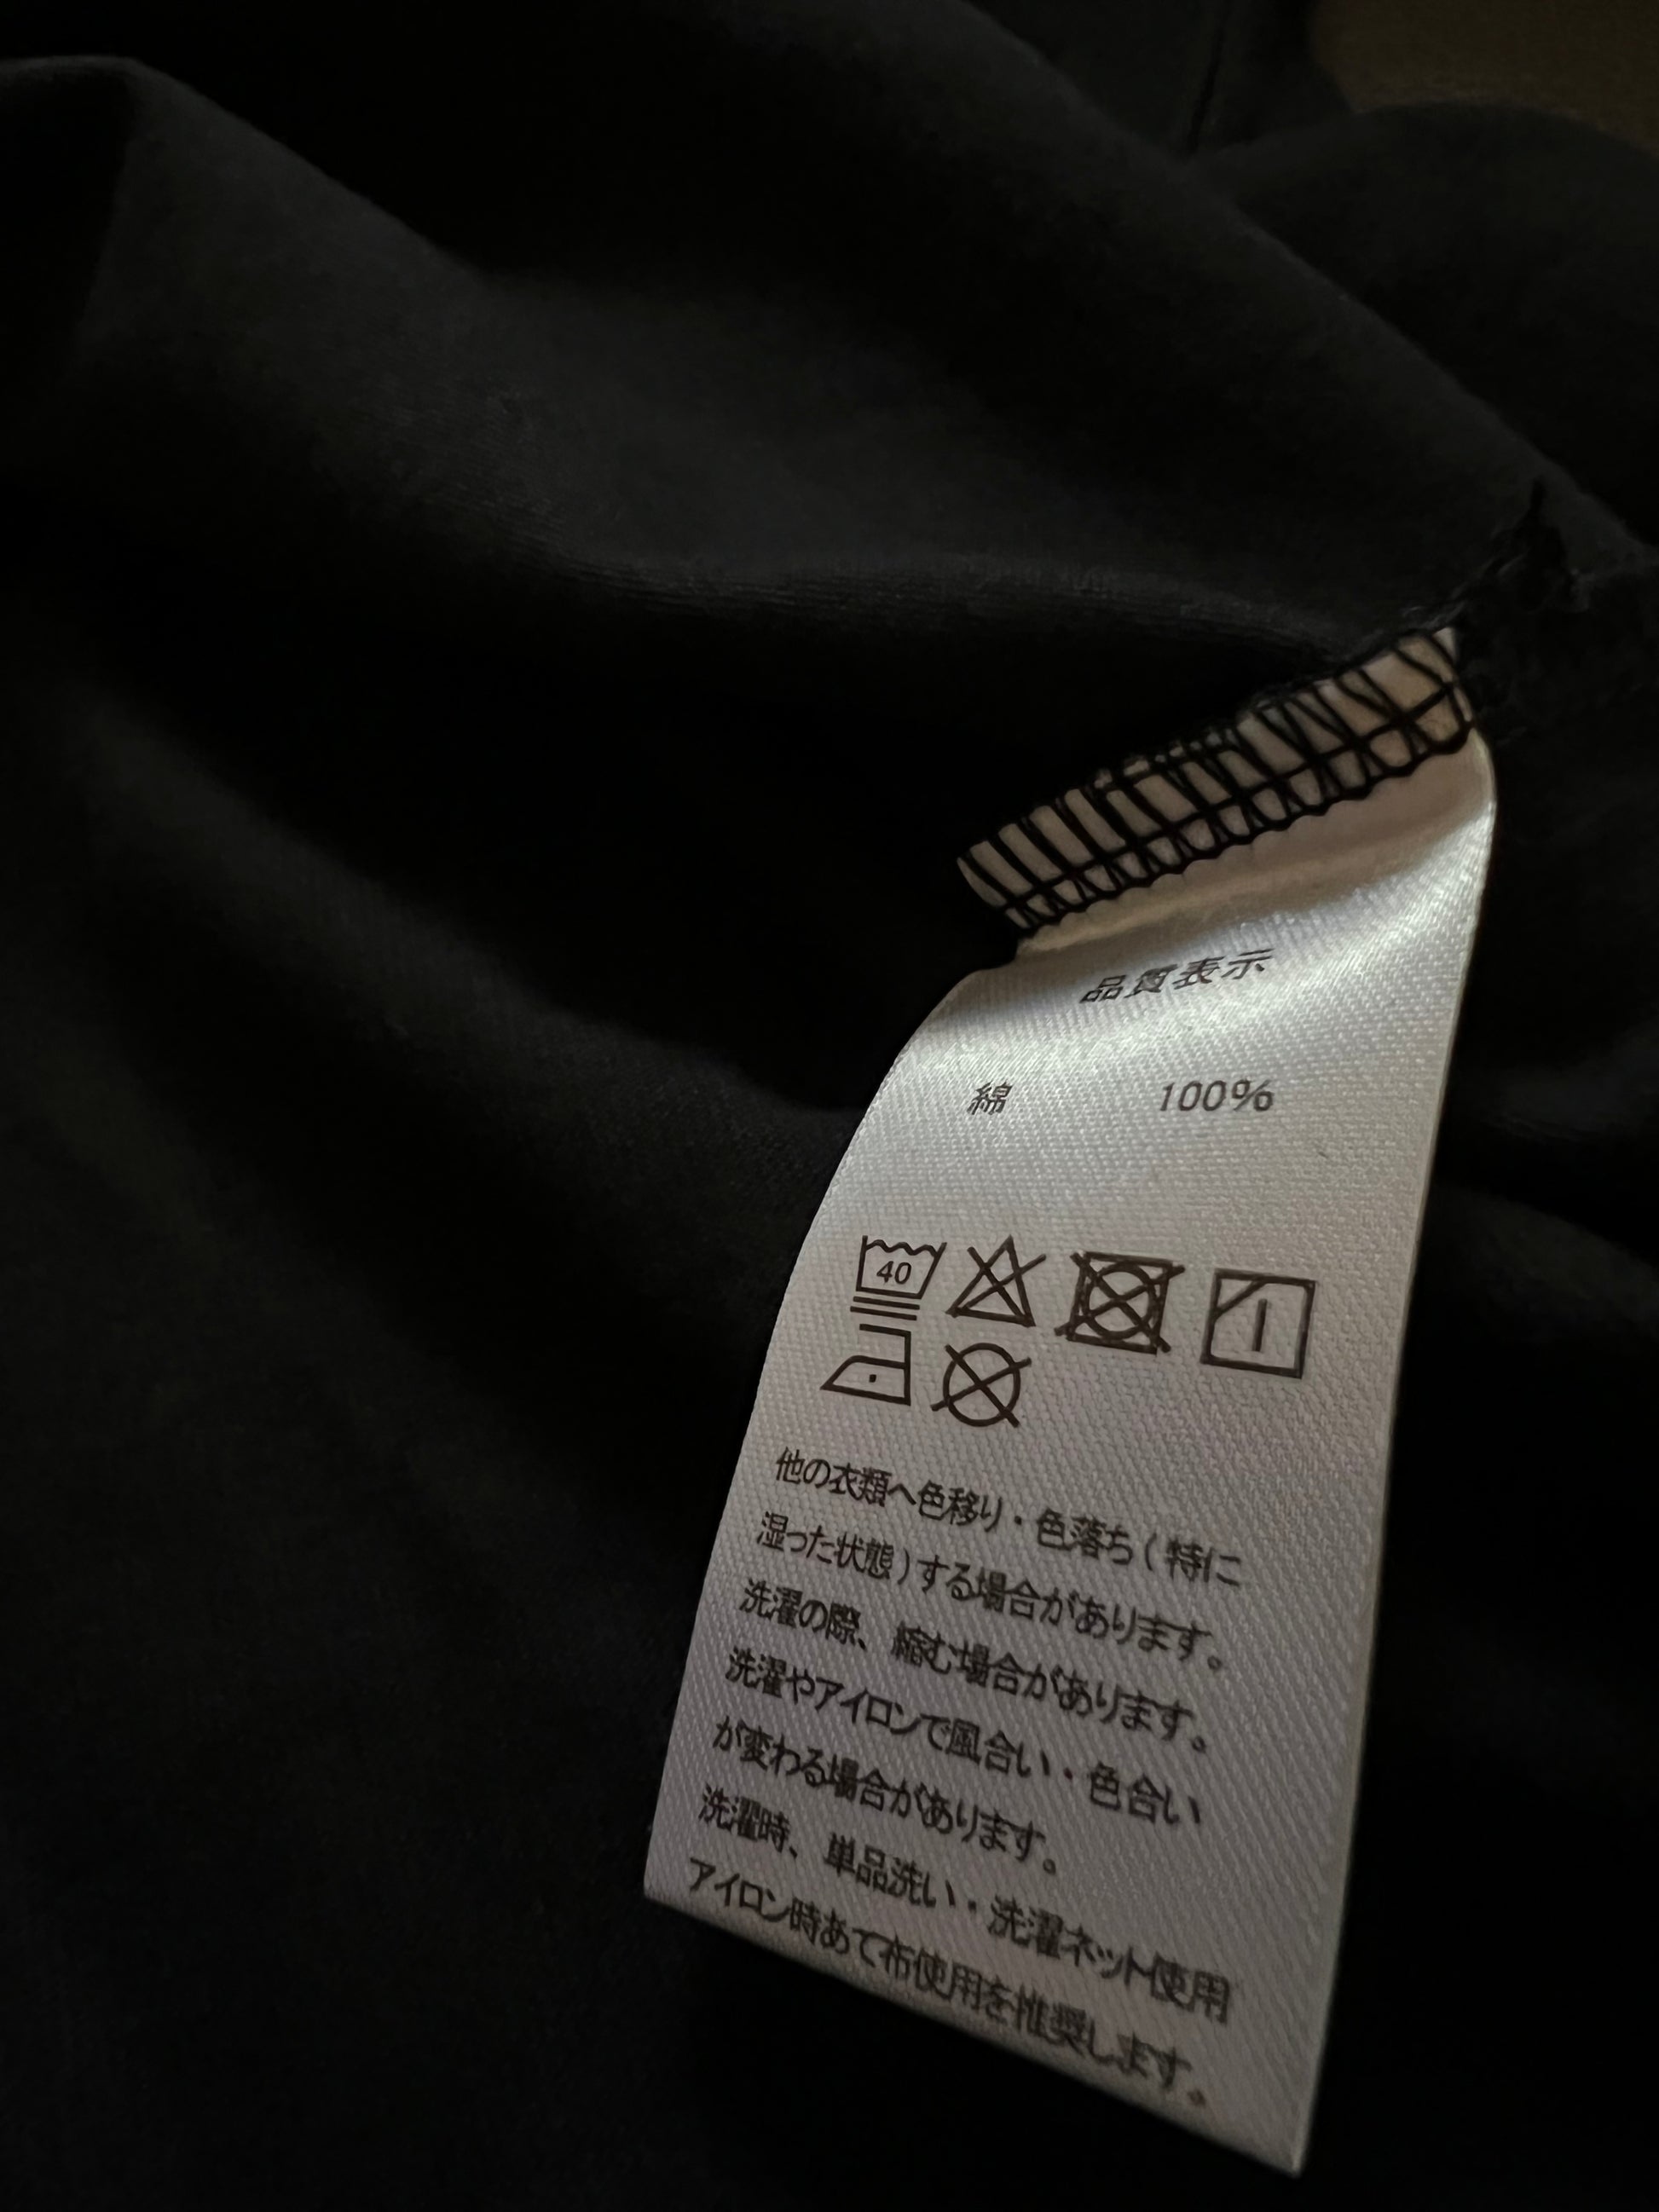 品質表示
綿 100%
40
他の衣類へ色移り・色落ち(特に
湿った状態)する場合があります。
洗濯の際、縮む場合があります。
洗濯やアイロンで風合い・色合い
が変わる場合があります。
洗濯時、単品洗い・洗濯ネット使用
アイロン時あて布使用を推奨します。